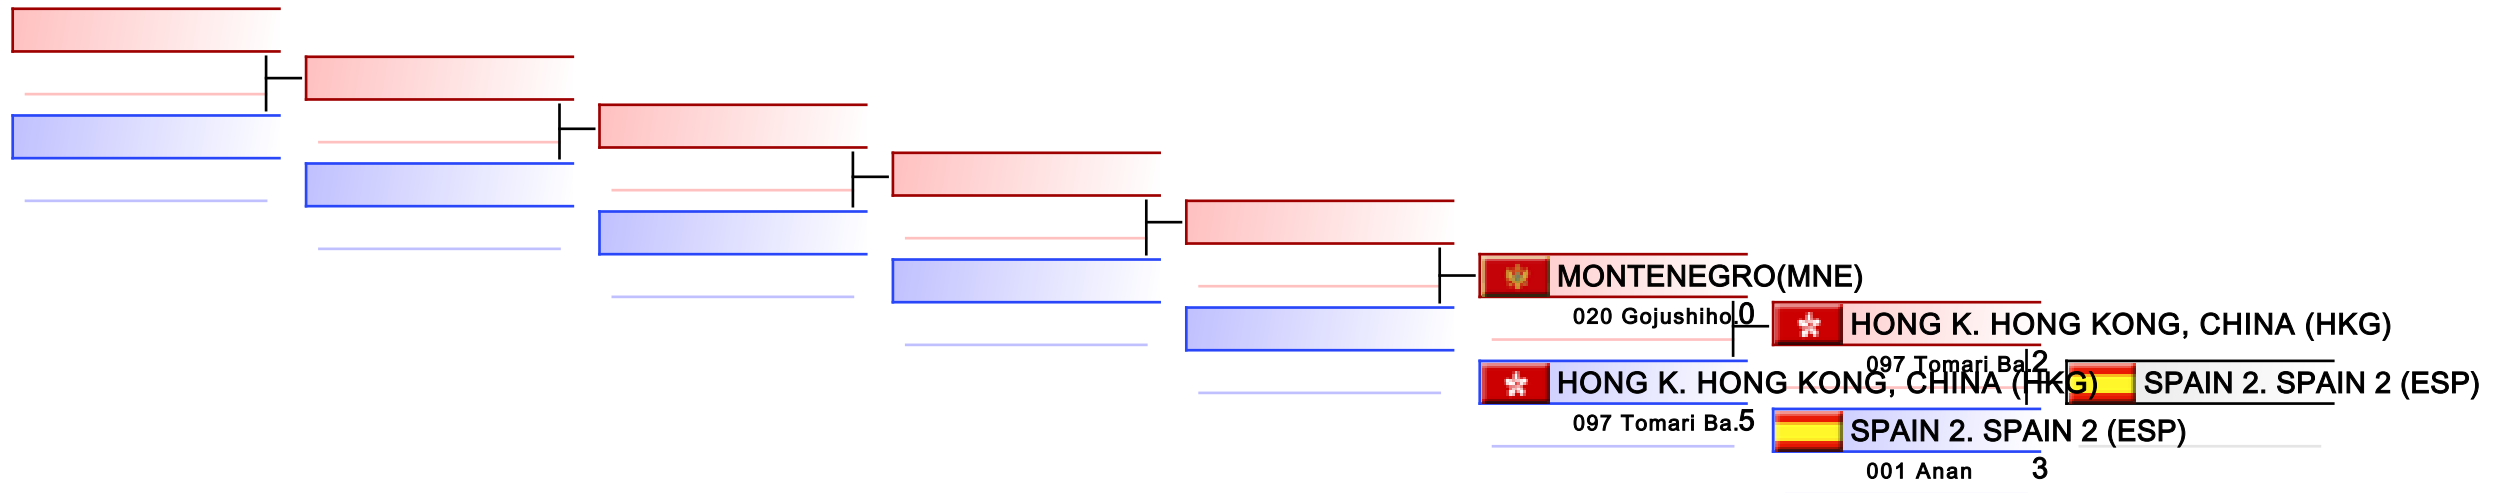 MONTENEGRO(MNE)
020 Gojushiho. 0
HONG K. HONG KONG, CHINA (HKG)
097 Tomari Ba. 2
HONG K. HONG KONG, CHINA (HKG)
SPAIN 2. SPAIN 2 (ESP)
097 Tomari Ba. 5
SPAIN 2. SPAIN 2 (ESP)
001 Anan 3